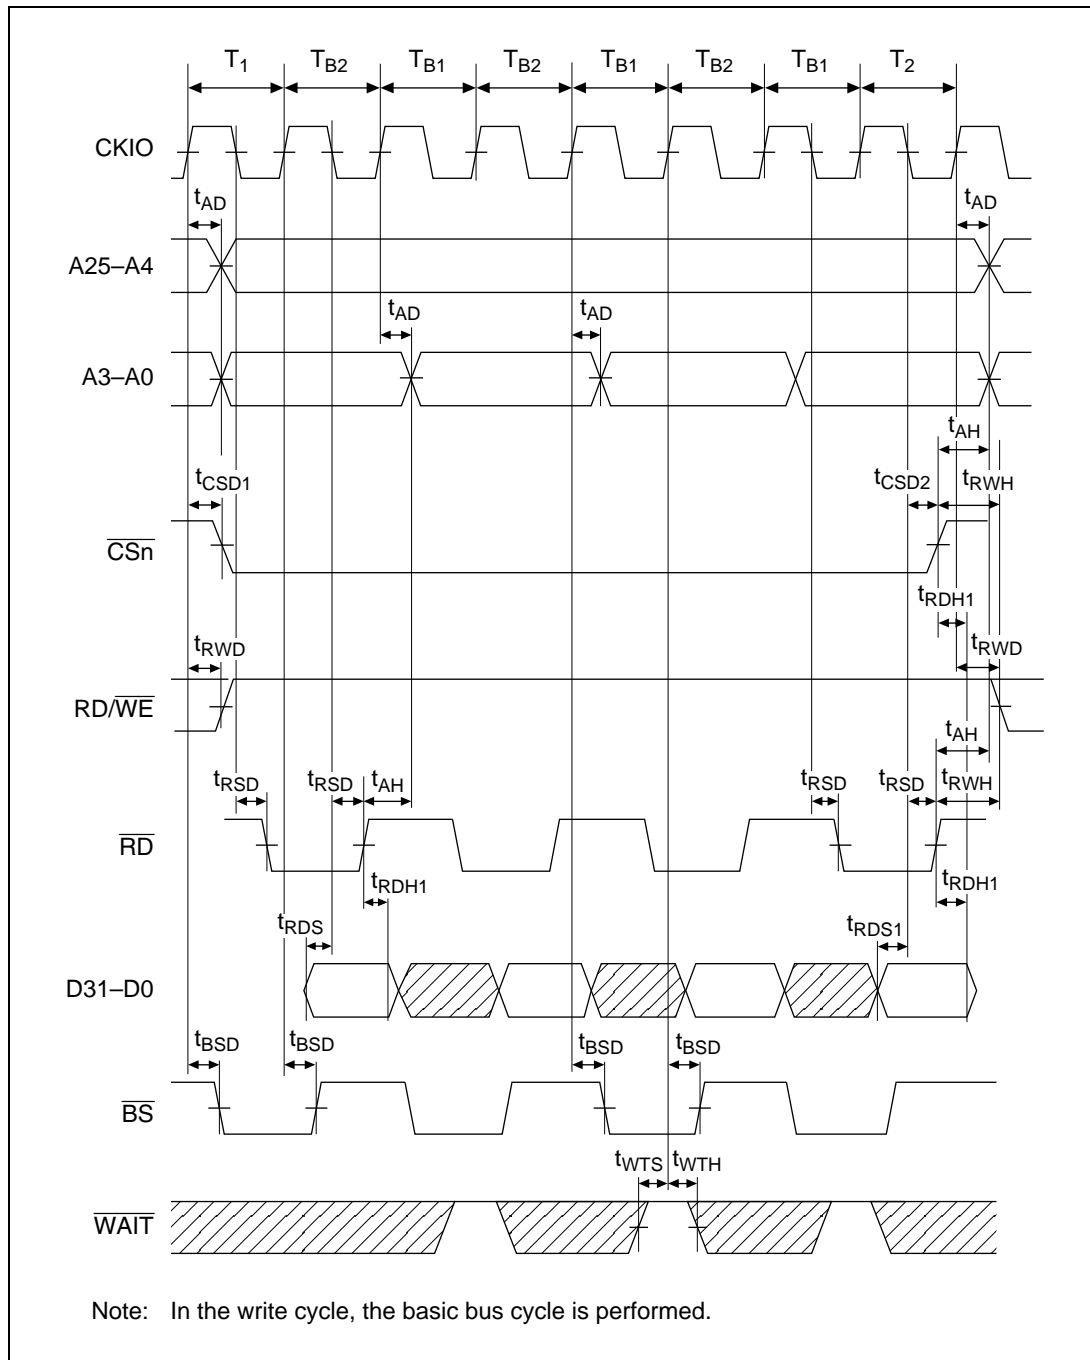 T1 TB2 TB1 TB2 TB1 TB2 TB1 T2
CKIO
tAD tAD
A25–A4
tAD tAD
A3–A0
tAH
tCSD1 tCSD2 tRWH
CSn
tRDH1
tRWD tRWD
RD/WE
tAH
tRSD tRSD tAH tRSD tRSD tRWH
RD
tRDH1 tRDH1
tRDS tRDS1
D31–D0
tBSD tBSD tBSD tBSD
BS
tWTS tWTH
WAIT
Note: In the write cycle, the basic bus cycle is performed.